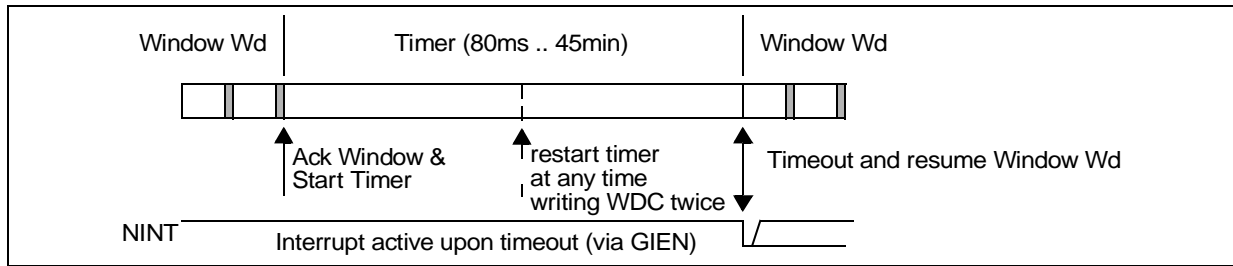 Window Wd
Timer (80ms .. 45min)
Window Wd
Ack Window &
Start Timer
restart timer
at any time
writing WDC twice
Timeout and resume Window Wd
NINT
Interrupt active upon timeout (via GIEN)